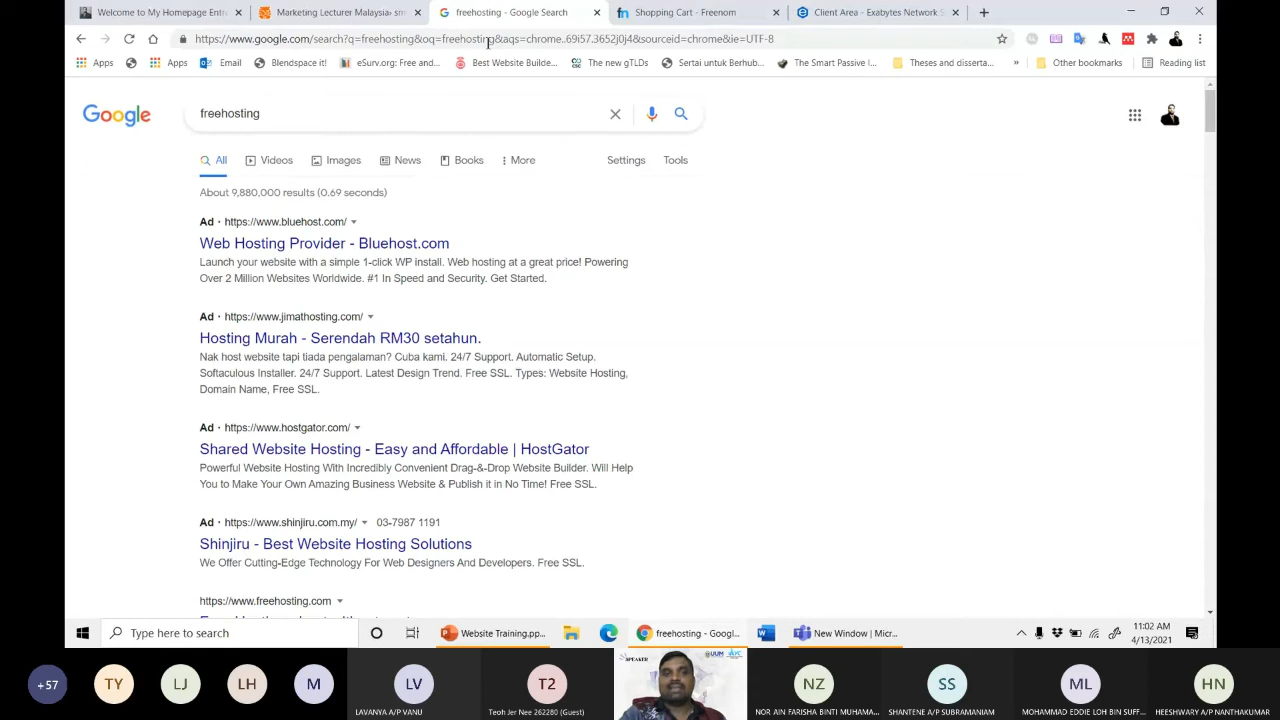 Welcome to My Homepage Entr
Marketing Lecturer Malaysia- sm
freehosting - Google Search
Shopping Cart - Freenom
Client Area - Exabytes Network S
https://www.google.com/search?q=freehosting&oq=freehosting&aqs=chrome..69i57.3652j0j4&sourceid=chrome&ie=UTF-8
Apps
Apps
Email
Blendspace it!
eSurv.org: Free and...
Best Website Builde...
The new gTLDs
Sertai untuk Berhub...
The Smart Passive I...
Theses and disserta...
»
Other bookmarks
Reading list
Google
freehosting
All
Videos
Images
News
Books
More
Settings
Tools
About 9,880,000 results (0.69 seconds)
Ad · https://www.bluehost.com/
Web Hosting Provider - Bluehost.com
Launch your website with a simple 1-click WP install. Web hosting at a great price! Powering
Over 2 Million Websites Worldwide. #1 In Speed and Security. Get Started.
Ad · https://www.jimathosting.com/
Hosting Murah - Serendah RM30 setahun.
Nak host website tapi tiada pengalaman? Cuba kami. 24/7 Support. Automatic Setup.
Softaculous Installer. 24/7 Support. Latest Design Trend. Free SSL. Types: Website Hosting,
Domain Name, Free SSL.
Ad · https://www.hostgator.com/
Shared Website Hosting - Easy and Affordable | HostGator
Powerful Website Hosting With Incredibly Convenient Drag-&-Drop Website Builder. Will Help
You to Make Your Own Amazing Business Website & Publish it in No Time! Free SSL.
Ad · https://www.shinjiru.com.my/ 03-7987 1191
Shinjiru - Best Website Hosting Solutions
We Offer Cutting-Edge Technology For Web Designers And Developers. Free SSL.
https://www.freehosting.com
Type here to search
Website Training.pp...
freehosting - Googl...
New Window | Micr...
11:02 AM
4/13/2021
+57
TY
LJ
LH
M
LV
LAVANYA A/P VANU
T2
Teoh Jer Nee 262280 (Guest)
SPEAKER
UUM
NZ
NOR AIN FARISHA BINTI MUHAMA...
SS
SHANTENE A/P SUBRAMANIAM
ML
MOHAMMAD EDDIE LOH BIN SUFF...
HN
HEESHWARY A/P NANTHAKUMAR